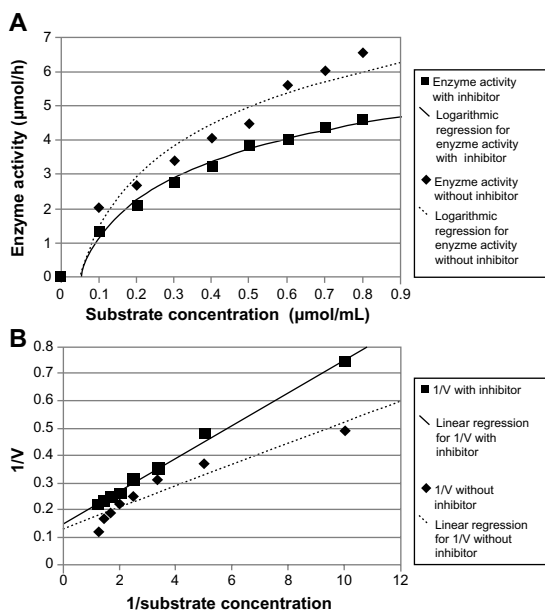 A
Enzyme activity (µmol/h)
7
6
5
4
3
2
1
0
0
0.1
0.2
0.3
0.4
0.5
0.6
0.7
0.8
0.9
Substrate concentration (µmol/mL)
Enzyme activity
with inhibitor
Logarithmic
regression for
enyzme activity
with inhibitor
Enzyme activity
without inhibitor
Logarithmic
regression for
enyzme activity
without inhibitor
B
1/V
0.8
0.7
0.6
0.5
0.4
0.3
0.2
0.1
0
2
4
6
8
10
12
1/substrate concentration
1/V with inhibitor
Linear regression
for 1/V with
inhibitor
1/V without
inhibitor
Linear regression
for 1/V without
inhibitor